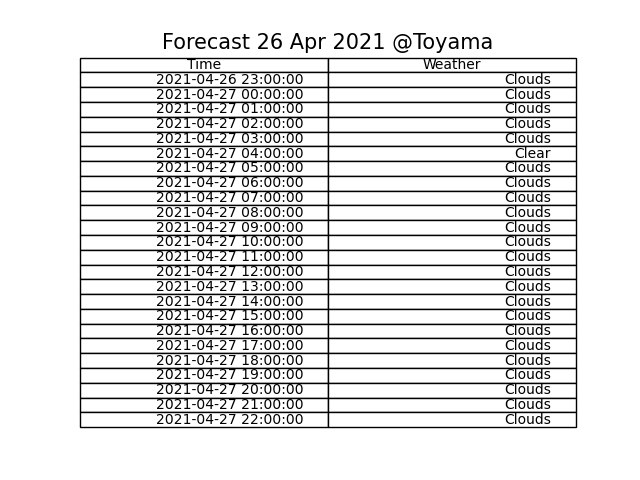 Forecast 26 Apr 2021 @Toyama
Time Weather
2021-04-26 23:00:00 Clouds
2021-04-27 00:00:00 Clouds
2021-04-27 01:00:00 Clouds
2021-04-27 02:00:00 Clouds
2021-04-27 03:00:00 Clouds
2021-04-27 04:00:00 Clear
2021-04-27 05:00:00 Clouds
2021-04-27 06:00:00 Clouds
2021-04-27 07:00:00 Clouds
2021-04-27 08:00:00 Clouds
2021-04-27 09:00:00 Clouds
2021-04-27 10:00:00 Clouds
2021-04-27 11:00:00 Clouds
2021-04-27 12:00:00 Clouds
2021-04-27 13:00:00 Clouds
2021-04-27 14:00:00 Clouds
2021-04-27 15:00:00 Clouds
2021-04-27 16:00:00 Clouds
2021-04-27 17:00:00 Clouds
2021-04-27 18:00:00 Clouds
2021-04-27 19:00:00 Clouds
2021-04-27 20:00:00 Clouds
2021-04-27 21:00:00 Clouds
2021-04-27 22:00:00 Clouds